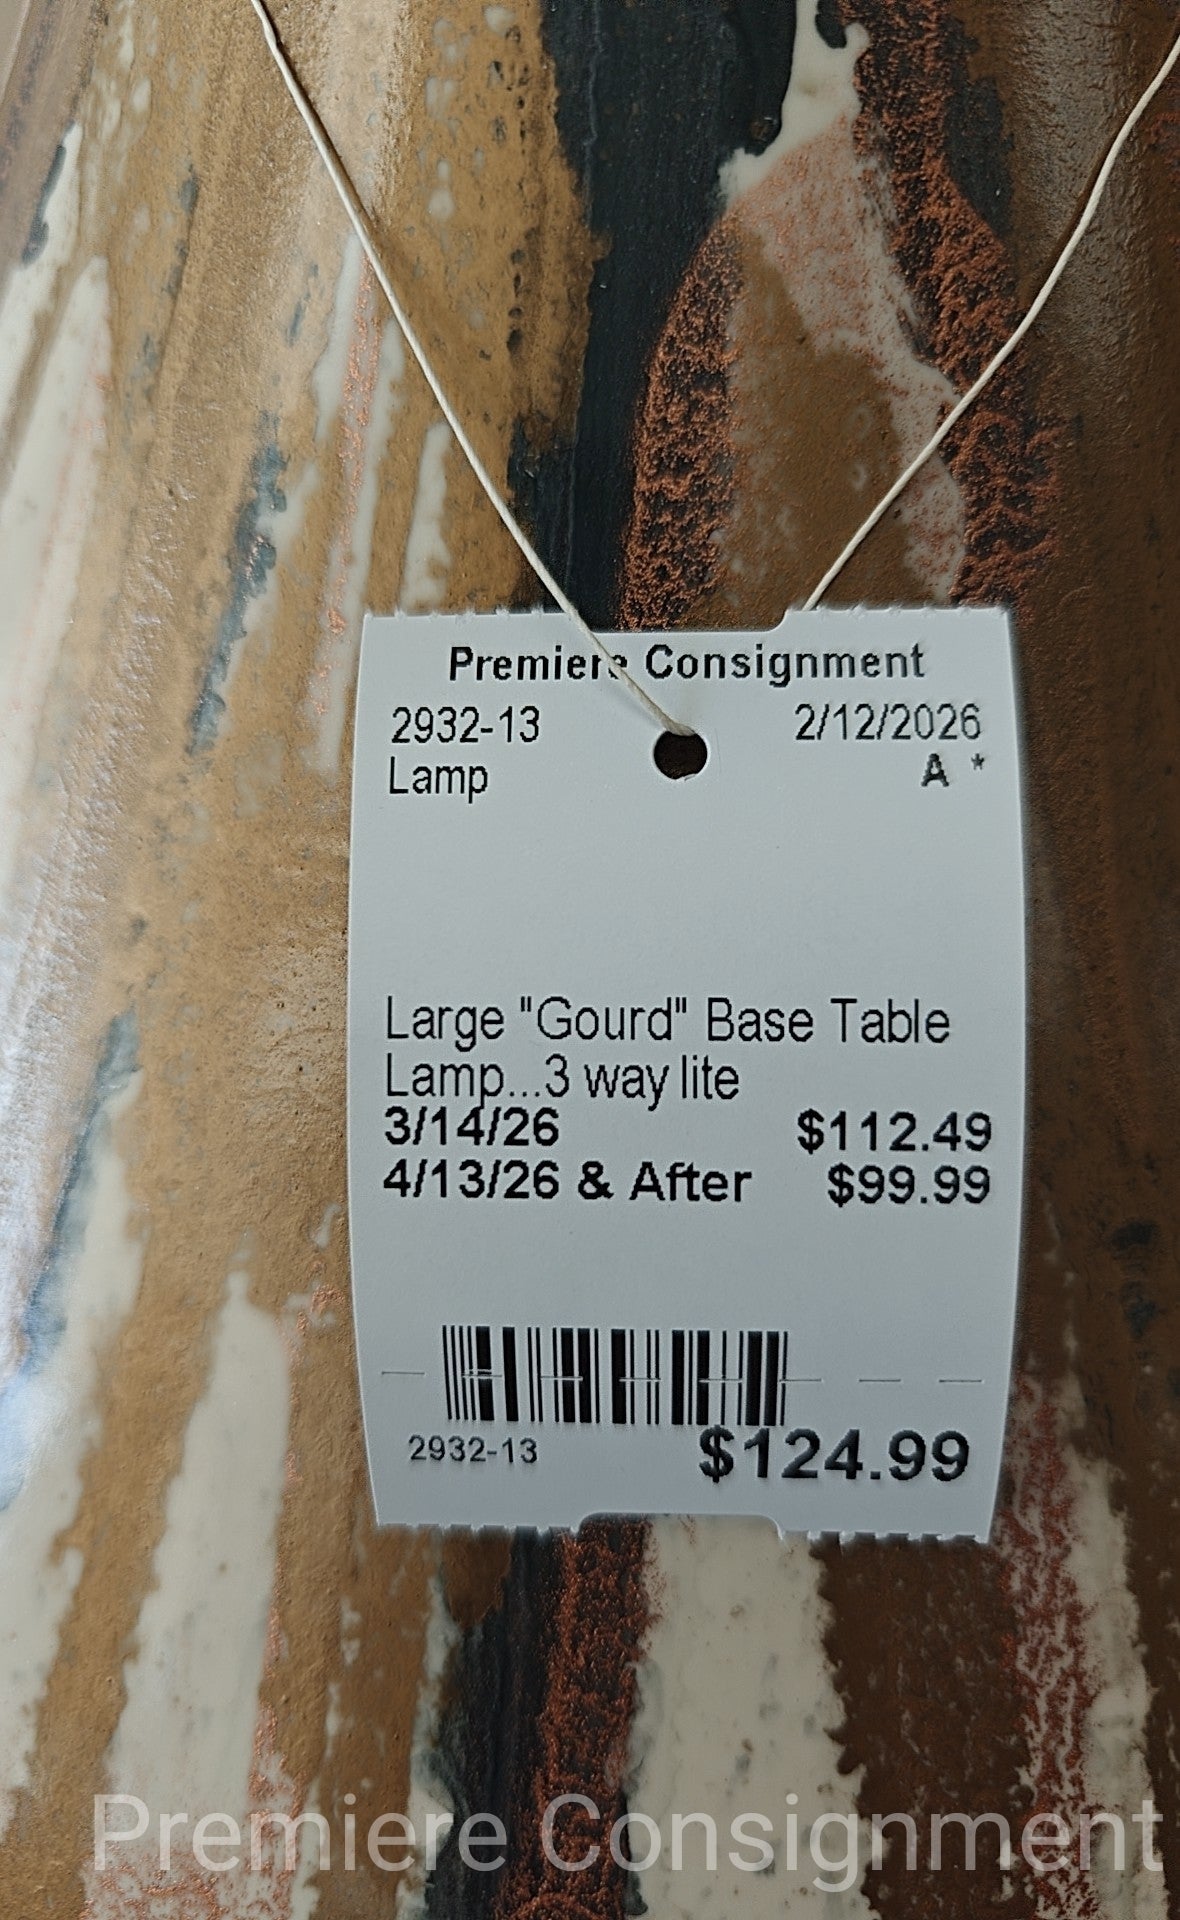 Premiere Consignment
2932-13 2/12/2026
Lamp A *
Large "Gourd" Base Table
Lamp...3 way lite
3/14/26 $112.49
4/13/26 & After $99.99
2932-13 $124.99
Premiere Consignment